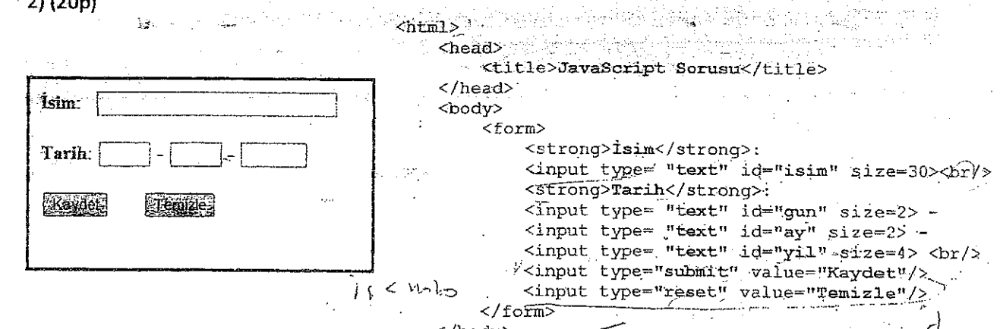 2) (20p)
<html>
<head>
<title>JavaScript Sorusu</title>
</head>
<body>
<form>
<strong>İsim</strong>:
<input type= "text" id="isim" size=30><br/>
<strong>Tarih</strong>:
<input type= "text" id="gun" size=2> -
<input type= "text" id="ay" size=2> -
<input type= "text" id="yil" size=4> <br/>
<input type="submit" value="Kaydet"/>
<input type="reset" value="Temizle"/>
</form>
</body>
İsim:
Tarih: - -
Kaydet Temizle